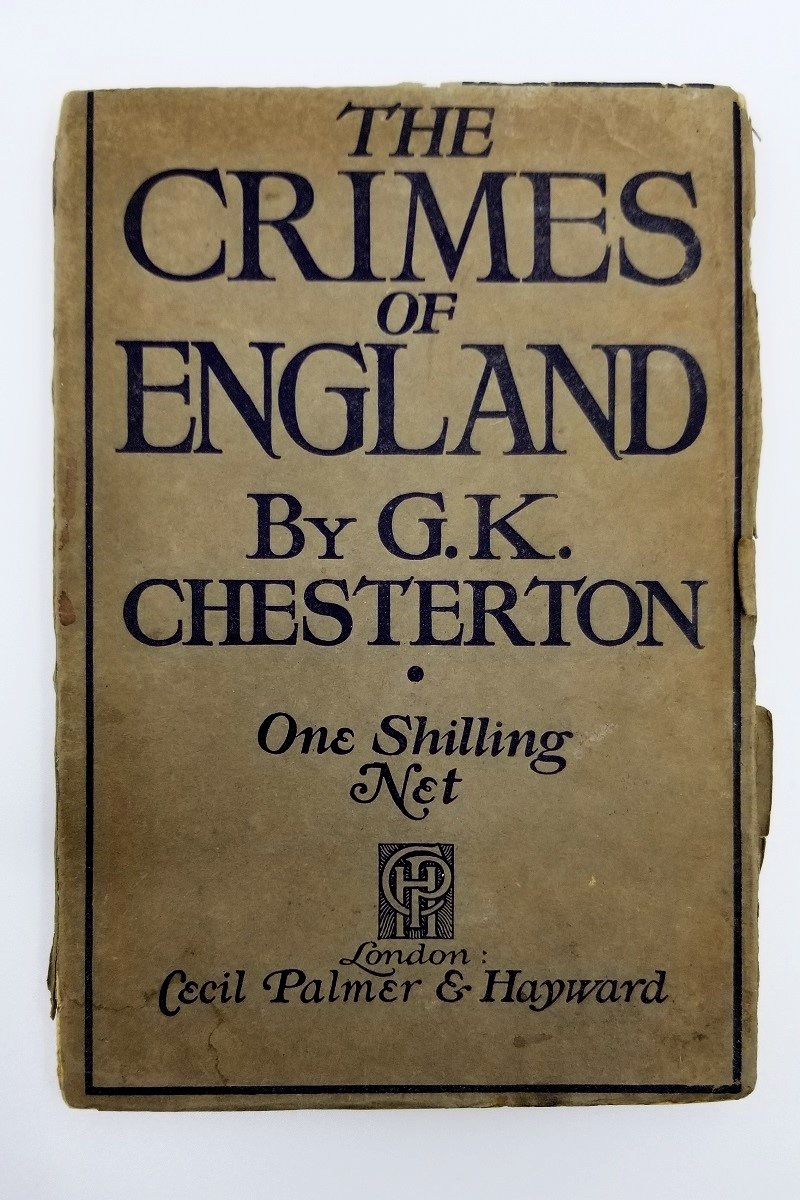 THE
CRIMES
OF
ENGLAND
By G.K.
CHESTERTON
•
One Shilling
Net
CPH
London:
Cecil Palmer & Hayward